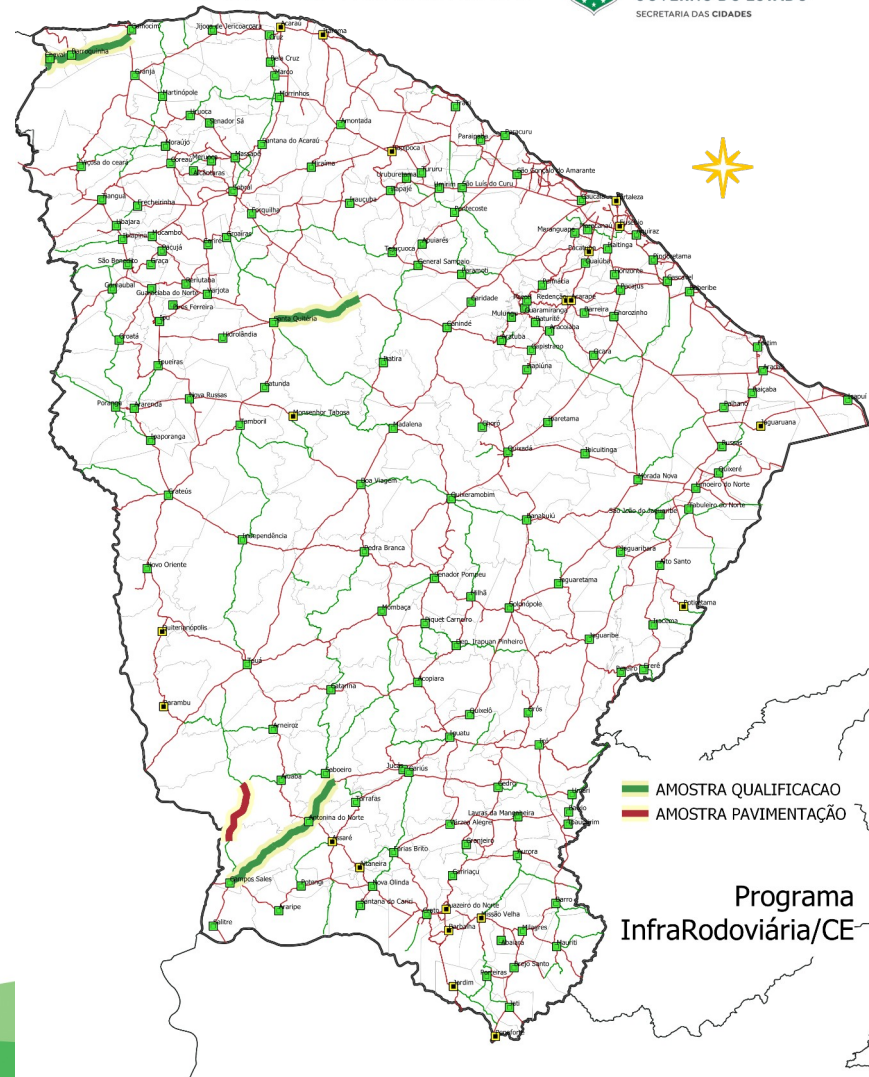 SECRETARIA DAS CIDADES
Camocim
Jijoca de Jericoacoara
Acaraú
Cruz
Itarema
Chaval
Barroquinha
Bela Cruz
Marco
Granja
Martinópole
Morrinhos
Uruoca
Senador Sá
Amontada
Trairi
Paraipaba
Paracuru
Moraújo
Santana do Acaraú
Massapê
Coreaú
Alcântaras
Viçosa do ceará
Miraíma
Itapipoca
Uruburetama
Tururu
Itapajé
Umirim
São Luís do Curu
São Gonçalo do Amarante
Sobral
Tianguá
Frecheirinha
Forquilha
Irauçuba
Pentecoste
Caucaia
Fortaleza
Ubajara
Ibiapina
Mucambo
Pacujá
Cariré
Groaíras
Apuiarés
Tejuçuoca
Maranguape
Eusébio
Aquiraz
Itaitinga
Pacatuba
Guaiúba
São Benedito
Graça
General Sampaio
Paramoti
Pindoretama
Horizonte
Cascavel
Guaraciaba do Norte
Reriutaba
Varjota
Pires Ferreira
Palmácia
Pacajus
Beberibe
Caridade
Redenção
Acarape
Guaramiranga
Mulungu
Baturité
Barreira
Chorozinho
Ipu
Santa Quitéria
Canindé
Aracoiaba
Croatá
Hidrolândia
Aratuba
Capistrano
Ocara
Fortim
Ipueiras
Itatira
Itapiúna
Aracati
Catunda
Nova Russas
Poranga
Ararendá
Itaiçaba
Palhano
Icapuí
Monsenhor Tabosa
Tamboril
Madalena
Choró
Ibaretama
Jaguaruana
Ipaporanga
Quixadá
Ibicuitinga
Russas
Quixeré
Crateús
Boa Viagem
Quixeramobim
Morada Nova
Limoeiro do Norte
Banabuiú
São João do Jaguaribe
Tabuleiro do Norte
Independência
Pedra Branca
Jaguaribara
Alto Santo
Novo Oriente
Senador Pompeu
Jaguaretama
Milhã
Solonópole
Potiretama
Mombaça
Piquet Carneiro
Iracema
Quiterianópolis
Dep. Irapuan Pinheiro
Jaguaribe
Tauá
Pereiro
Ererê
Acopiara
Catarina
Parambu
Quixelô
Orós
Arneiroz
Iguatu
Icó
Aiuaba
Saboeiro
Jucás
Cariús
Cedro
Umari
AMOSTRA QUALIFICACAO
Tarrafas
Baixio
AMOSTRA PAVIMENTAÇÃO
Antonina do Norte
Várzea Alegre
Lavras da Mangabeira
Ipaumirim
Assaré
Granjeiro
Farias Brito
Aurora
Altaneira
Campos Sales
Potengi
Nova Olinda
Caririaçu
Programa
InfraRodoviária/CE
Araripe
Santana do Cariri
Crato
Juazeiro do Norte
Missão Velha
Barro
Salitre
Barbalha
Milagres
Abaiara
Mauriti
Brejo Santo
Porteiras
Jardim
Jati
Penaforte